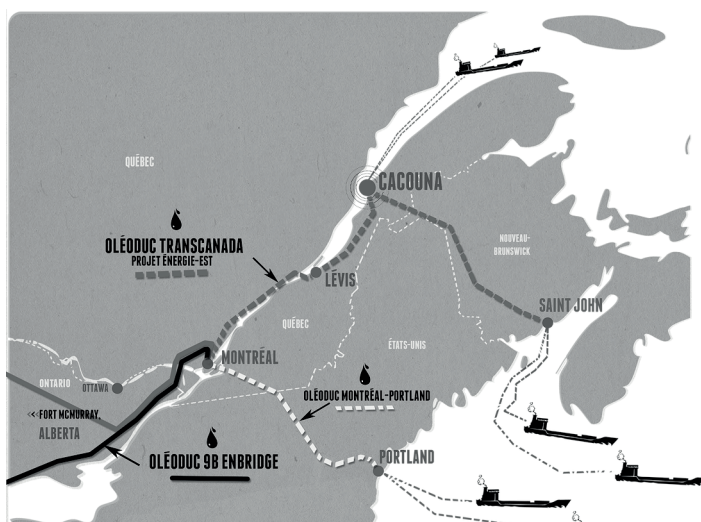 QUÉBEC
CACOUNA
OLÉODUC TRANSCANADA
PROJET ÉNERGIE-EST
NOUVEAU-
BRUNSWICK
LÉVIS
SAINT JOHN
QUÉBEC
ÉTATS-UNIS
MONTRÉAL
ONTARIO
OTTAWA
OLÉODUC MONTRÉAL-PORTLAND
<<FORT MCMURRAY,
ALBERTA
OLÉODUC 9B ENBRIDGE
PORTLAND